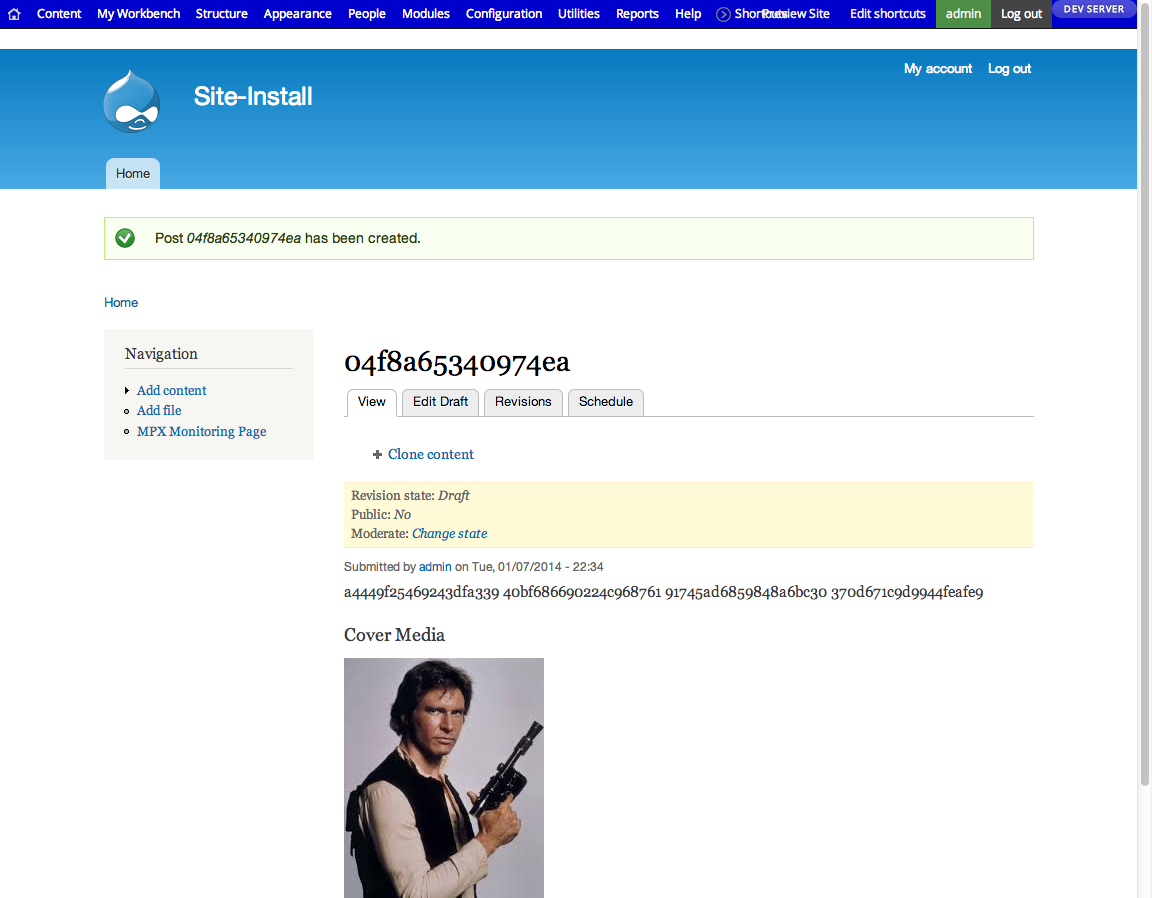 Content My Workbench Structure Appearance People Modules Configuration Utilities Reports Help Shortcuts Preview Site Edit shortcuts admin Log out DEV SERVER
My account Log out
Site-Install
Home
Post 04f8a65340974ea has been created.
Home
Navigation
Add content
Add file
MPX Monitoring Page
04f8a65340974ea
View Edit Draft Revisions Schedule
Clone content
Revision state: Draft
Public: No
Moderate: Change state
Submitted by admin on Tue, 01/07/2014 - 22:34
a4449f25469243dfa339 40bf686690224c968761 91745ad6859848a6bc30 370d671c9d9944feafe9
Cover Media